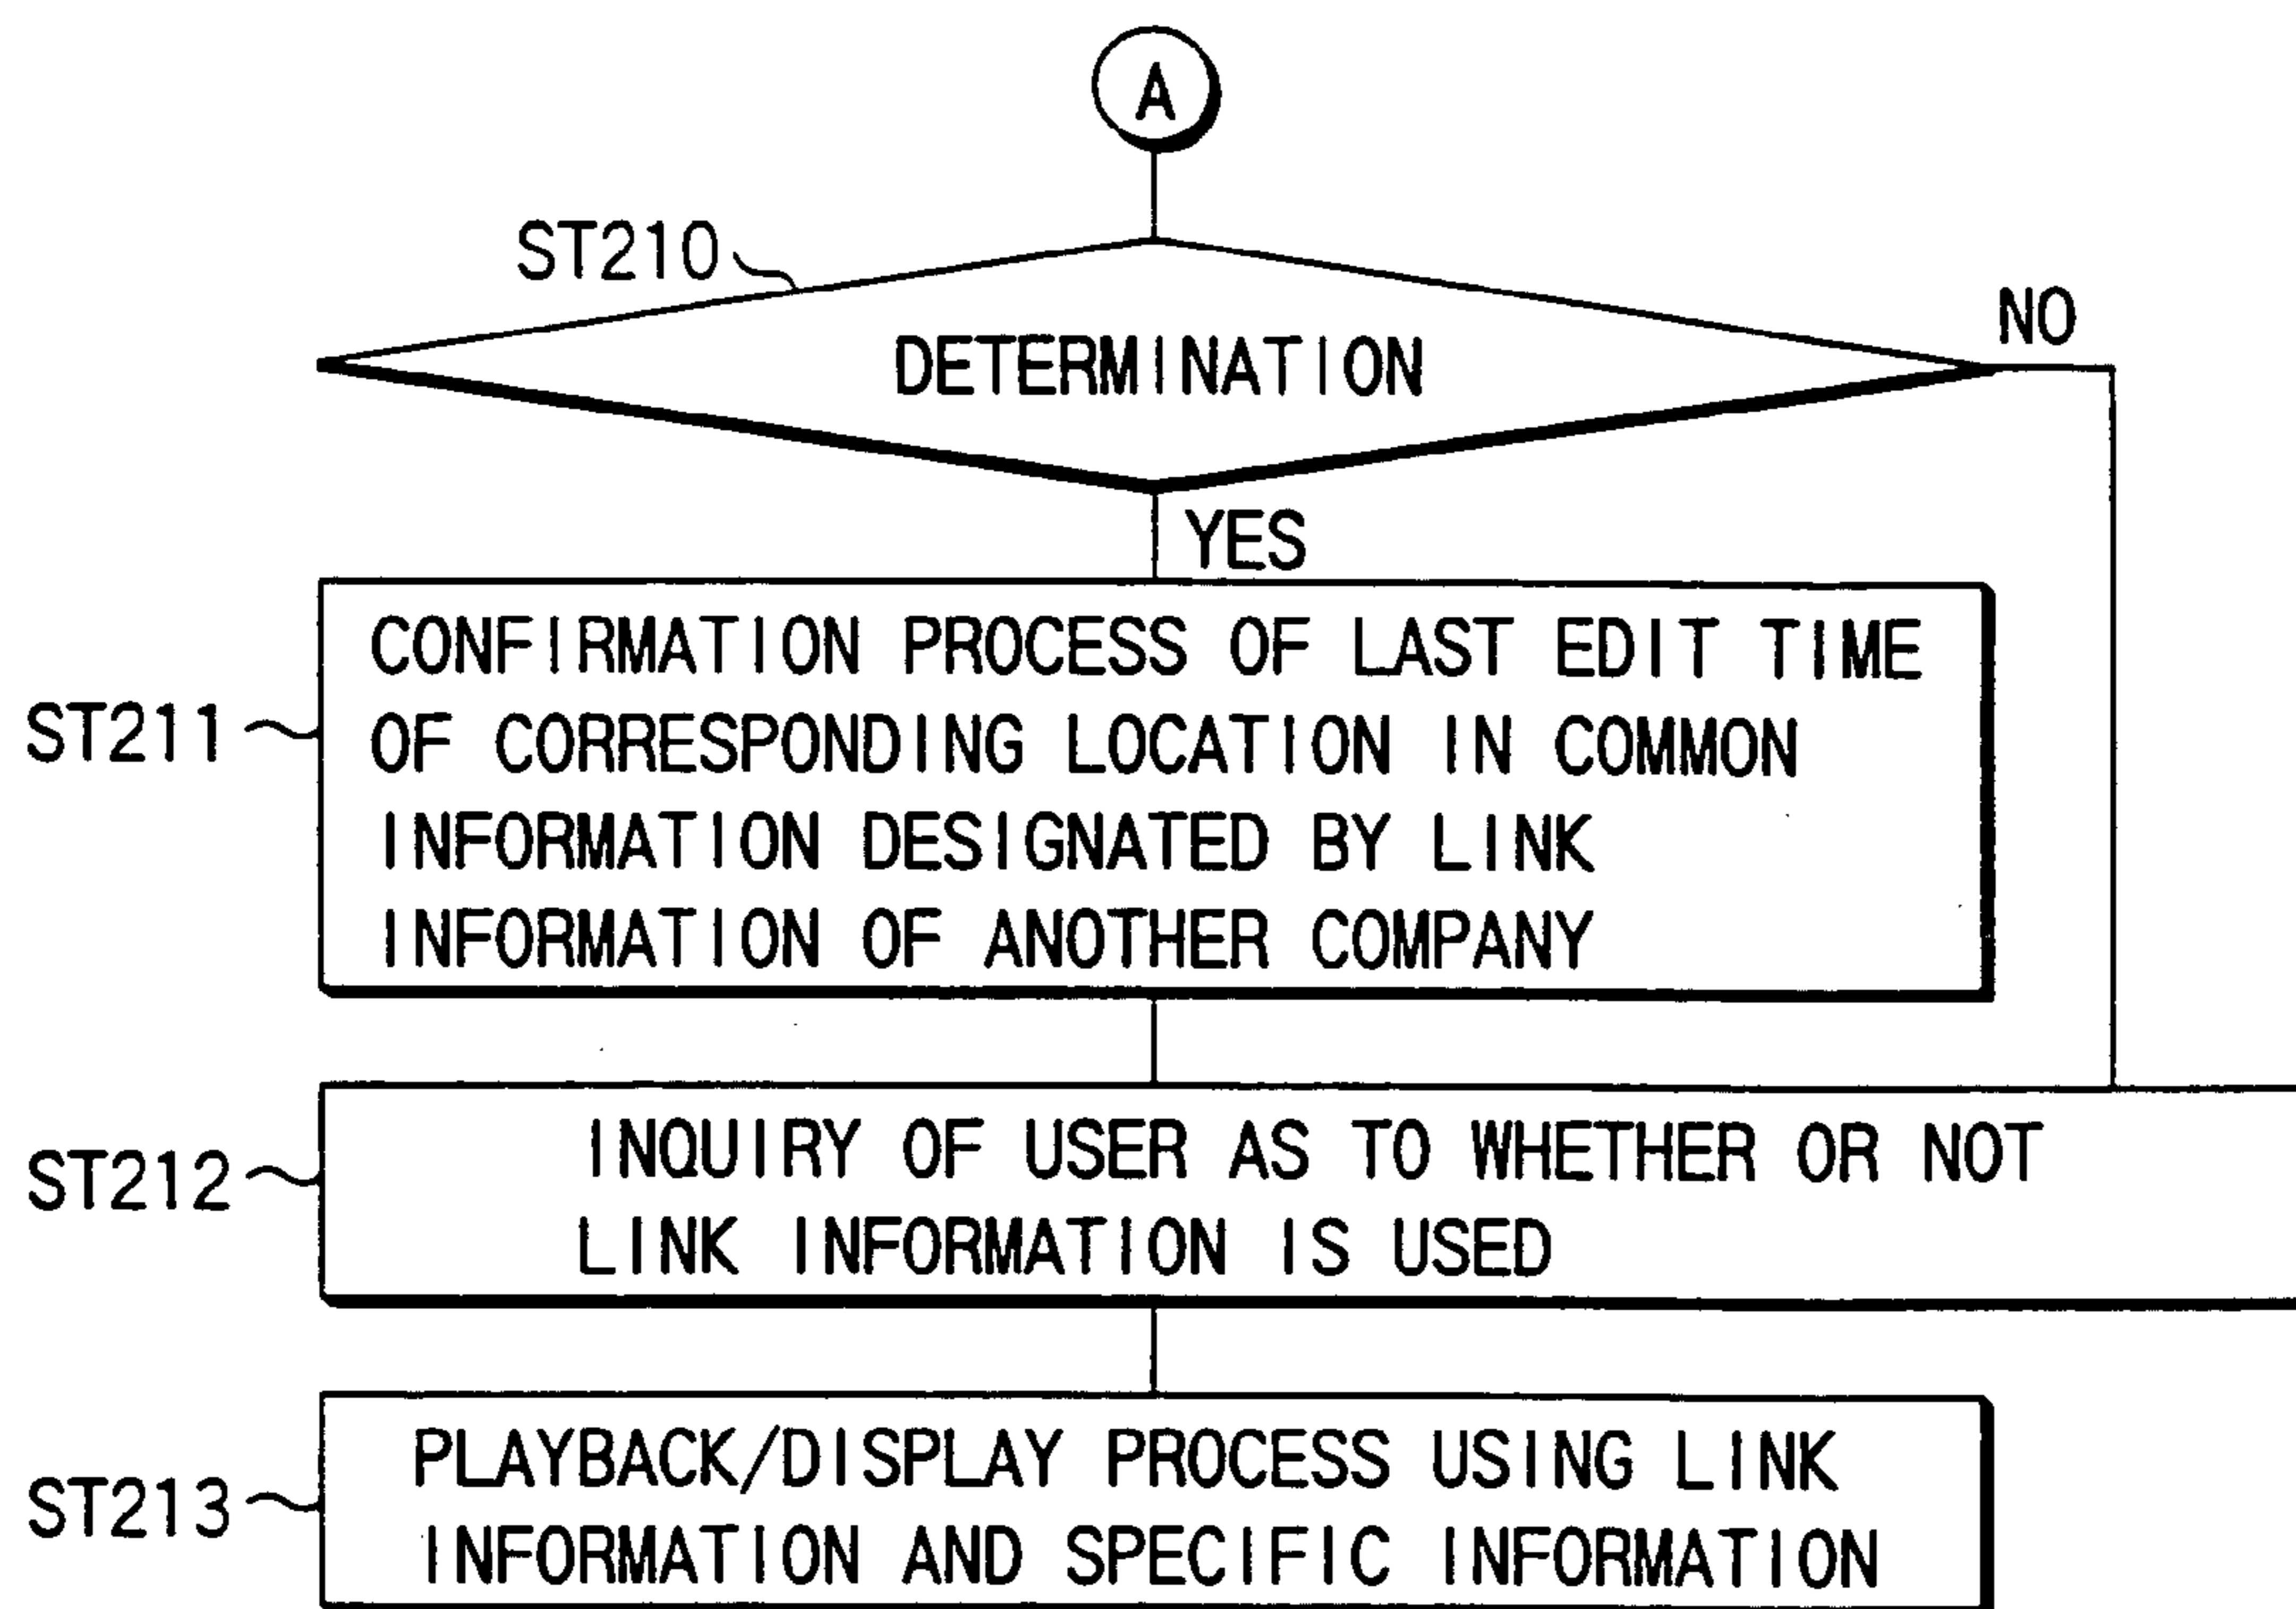 A
ST210
DETERMINATION
NO
YES
CONFIRMATION PROCESS OF LAST EDIT TIME
OF CORRESPONDING LOCATION IN COMMON
ST211
INFORMATION DESIGNATED BY LINK
INFORMATION OF ANOTHER COMPANY
INQUIRY OF USER AS TO WHETHER OR NOT
ST212
LINK INFORMATION IS USED
PLAYBACK/DISPLAY PROCESS USING LINK
ST213
INFORMATION AND SPECIFIC INFORMATION